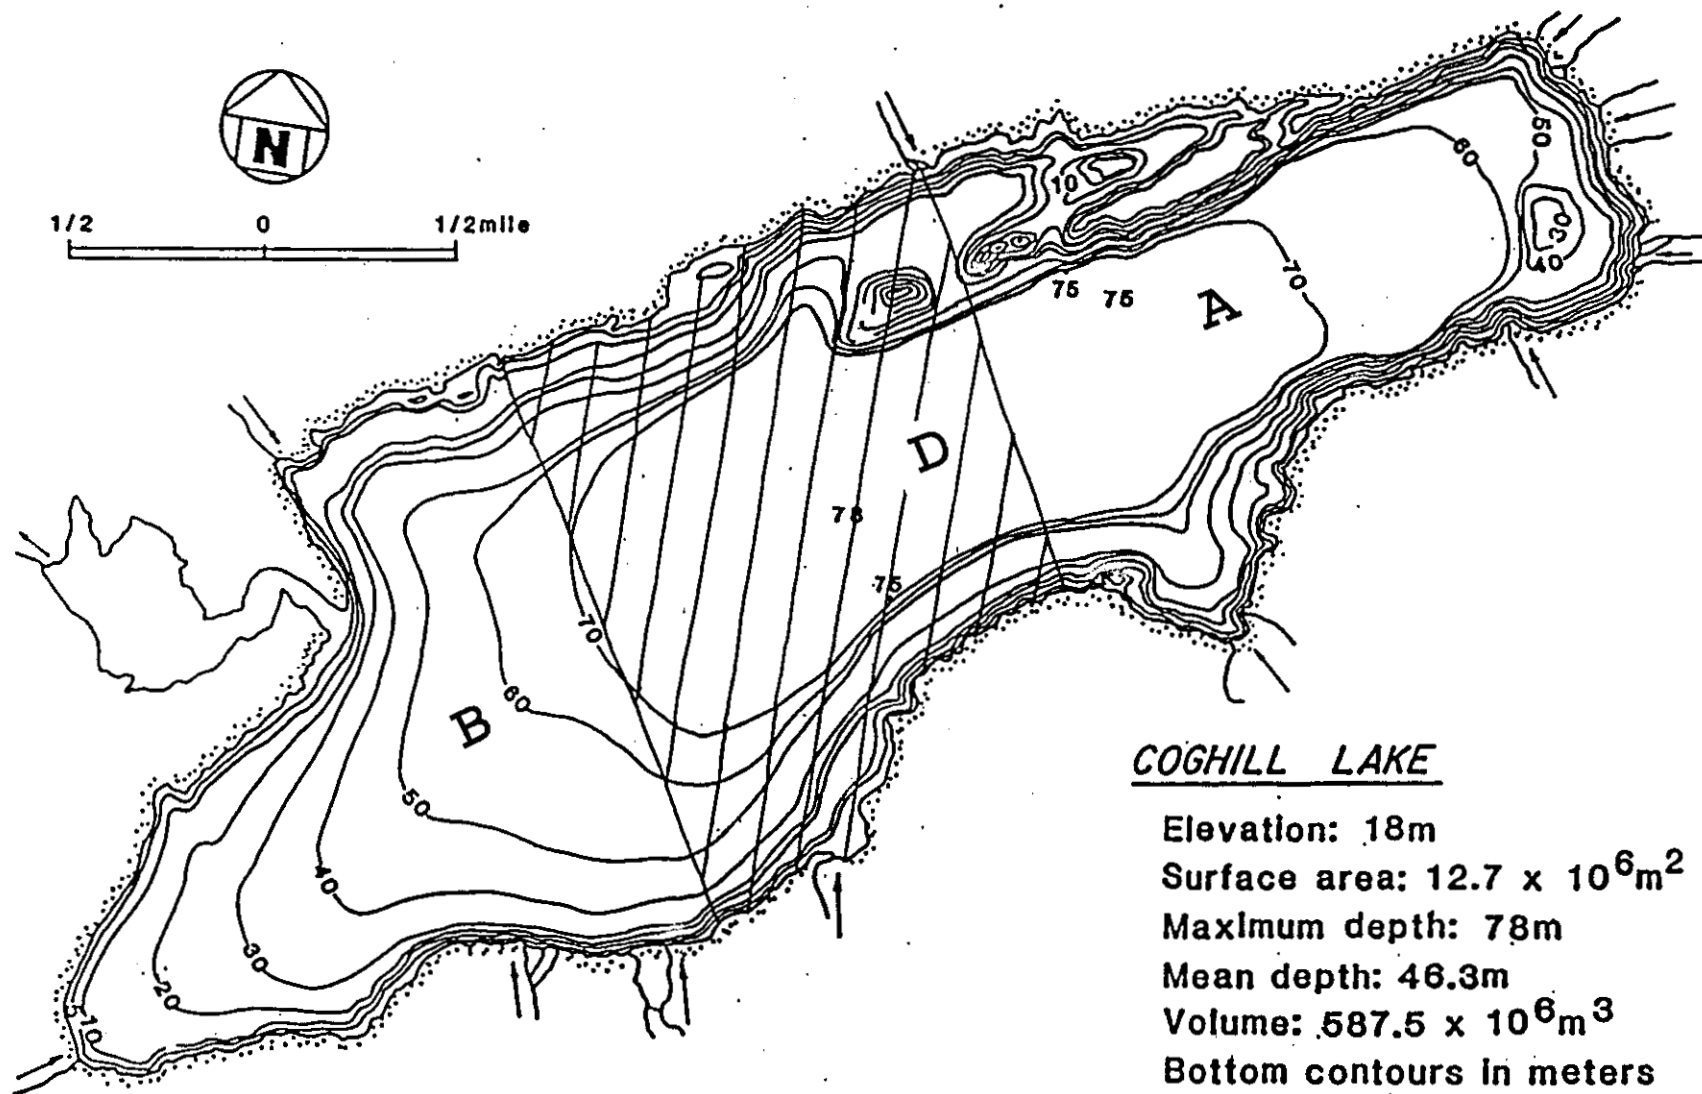 N
1/2 0 1/2mile
50
60
10
30
40
70
75 75
A
D
78
75
70
60
B
50
40
30
20
10
5
COGHILL LAKE
Elevation: 18m
Surface area: 12.7 x 10⁶m²
Maximum depth: 78m
Mean depth: 46.3m
Volume: 587.5 x 10⁶m³
Bottom contours in meters